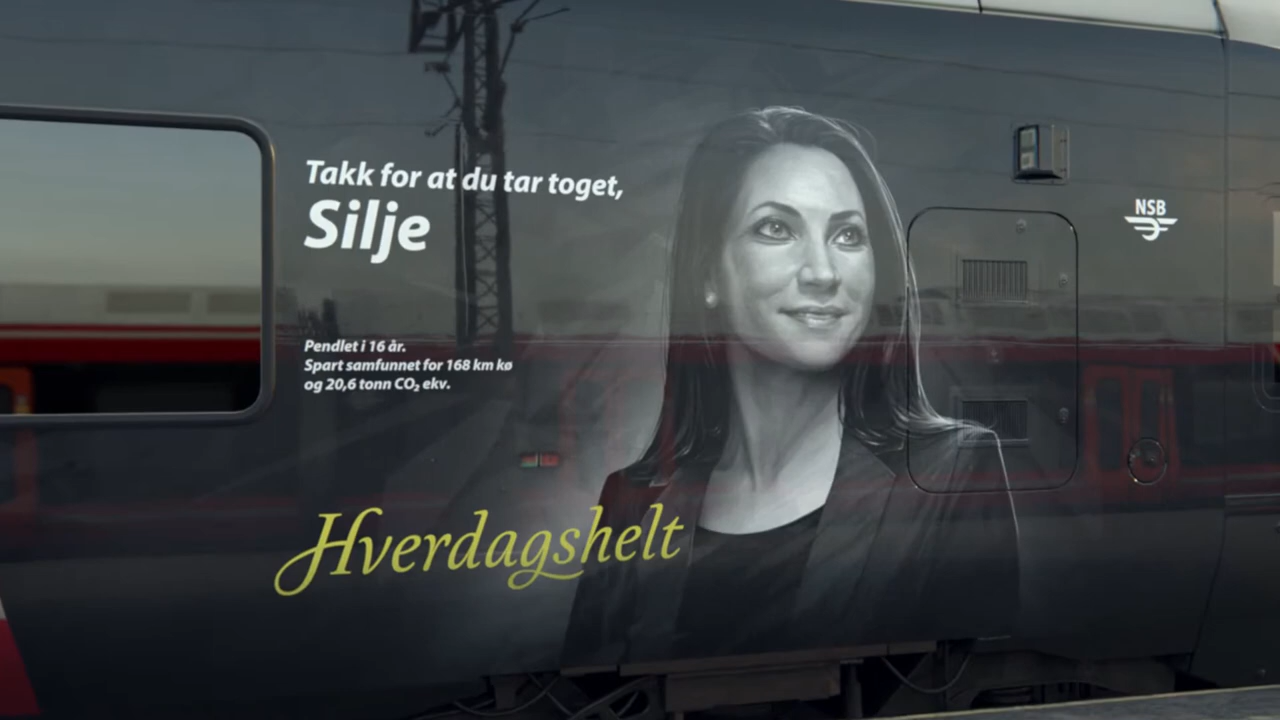 Takk for at du tar toget,
Silje
Pendlet i 16 år.
Spart samfunnet for 168 km kø
og 20,6 tonn CO₂ ekv.
Hverdagshelt
NSB